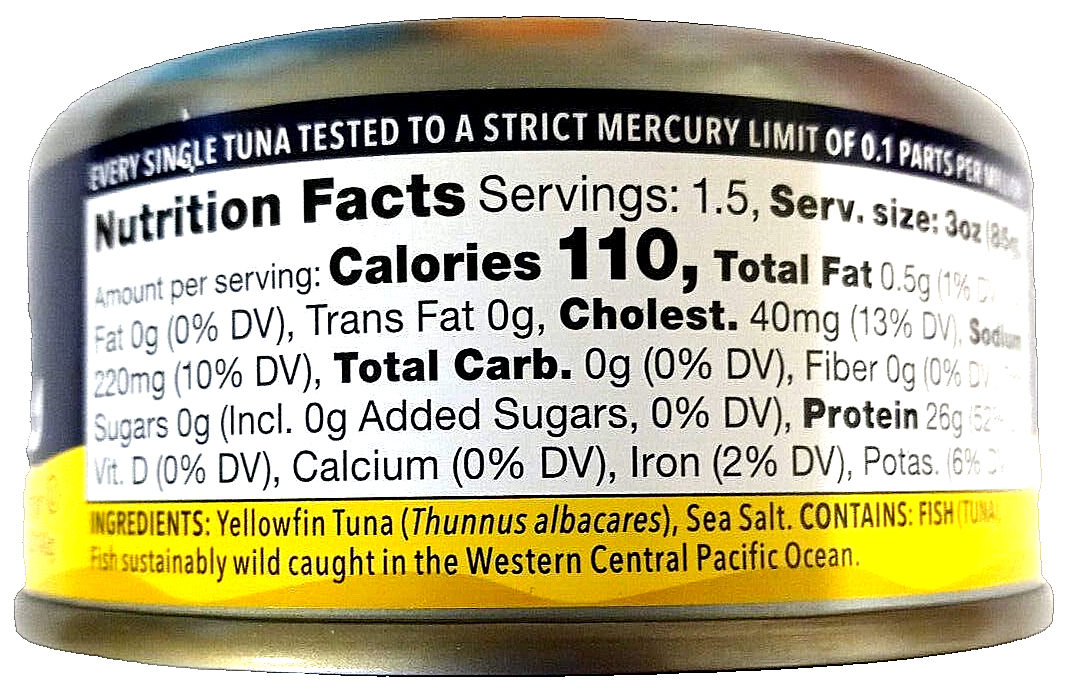 EVERY SINGLE TUNA TESTED TO A STRICT MERCURY LIMIT OF 0.1 PARTS PER
Nutrition Facts Servings: 1.5, Serv. size: 3oz
Amount per serving: Calories 110, Total Fat 0.5g (1%
Fat 0g (0% DV), Trans Fat 0g, Cholest. 40mg (13% DV), Sodium
220mg (10% DV), Total Carb. 0g (0% DV), Fiber 0g (0%
Sugars 0g (Incl. 0g Added Sugars, 0% DV), Protein 26g
Vit. D (0% DV), Calcium (0% DV), Iron (2% DV), Potas. (6%
INGREDIENTS: Yellowfin Tuna (Thunnus albacares), Sea Salt. CONTAINS: FISH (TUNA)
Fish sustainably wild caught in the Western Central Pacific Ocean.